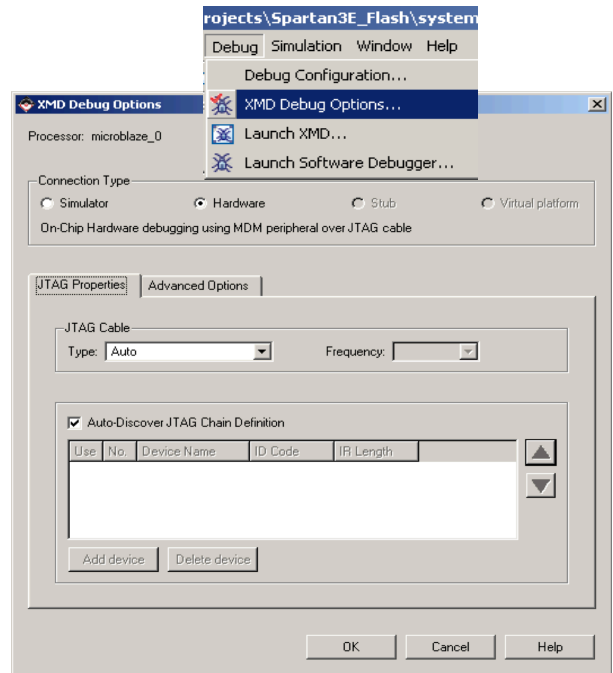 rojects\Spartan3E_Flash\system
Debug Simulation Window Help
Debug Configuration...
XMD Debug Options...
Launch XMD...
Launch Software Debugger...
XMD Debug Options
Processor: microblaze_0
Connection Type
Simulator Hardware Stub Virtual platform
On-Chip Hardware debugging using MDM peripheral over JTAG cable
JTAG Properties Advanced Options
JTAG Cable
Type: Auto Frequency:
Auto-Discover JTAG Chain Definition
Use No. Device Name ID Code IR Length
Add device Delete device
OK Cancel Help